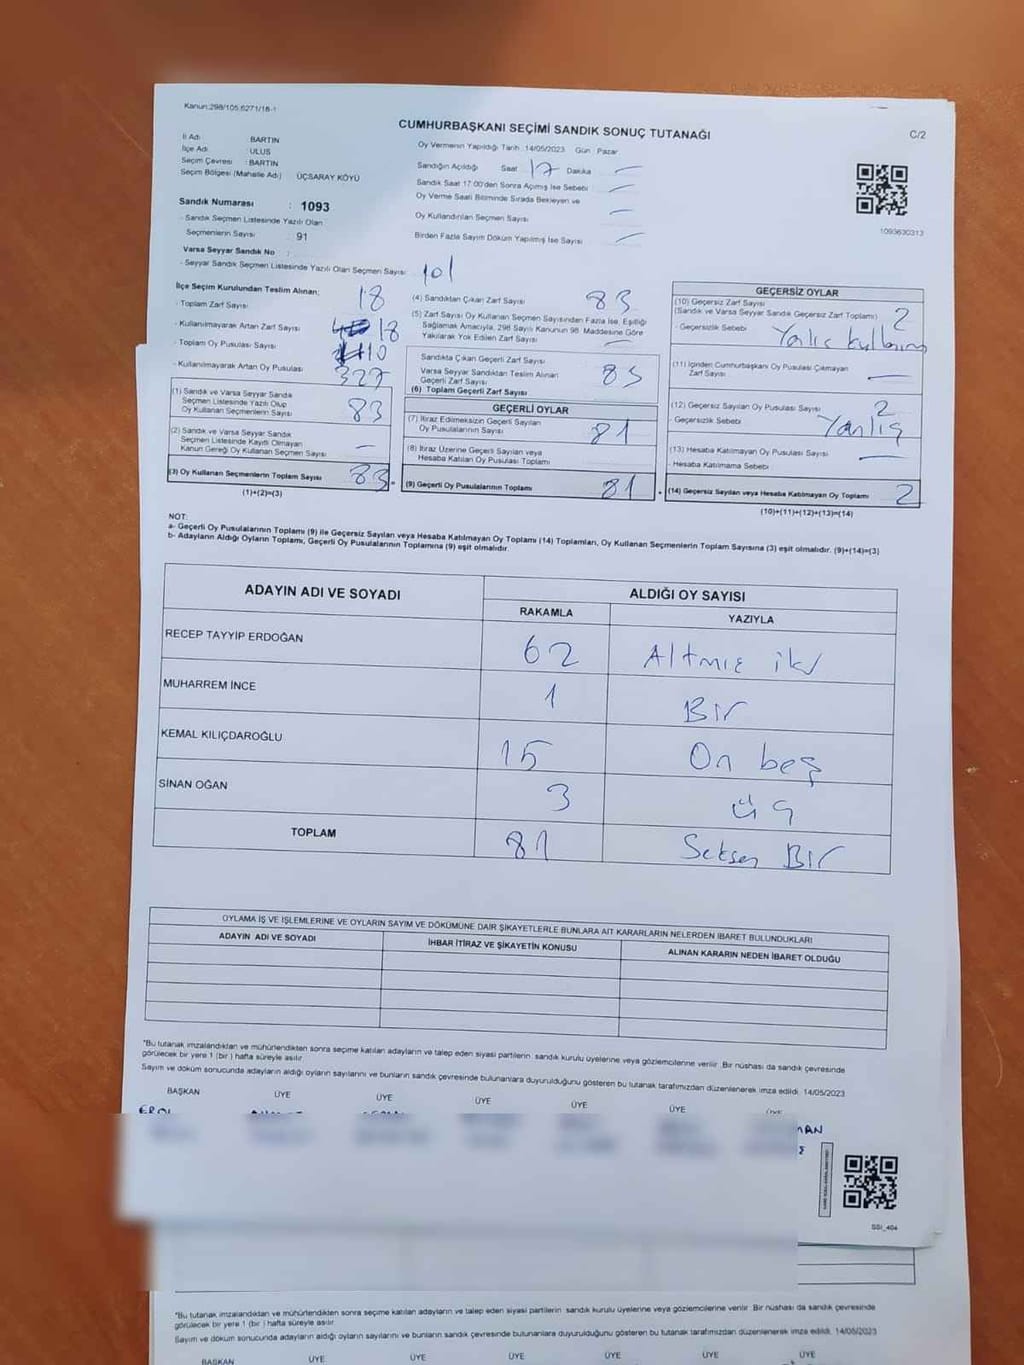 Kanun:298/105,6271/18-1
CUMHURBAŞKANI SEÇİMİ SANDIK SONUÇ TUTANAĞI
C/2
İl Adı : BARTIN
İlçe Adı : ULUS
Seçim Çevresi : BARTIN
Seçim Bölgesi (Mahalle Adı) ÜÇSARAY KÖYÜ
Sandık Numarası : 1093
- Sandık Seçmen Listesinde Yazılı Olan
Seçmenlerin Sayısı : 91
Varsa Seyyar Sandık No :
- Seyyar Sandık Seçmen Listesinde Yazılı Olan Seçmen Sayısı
101
Oy Vermenin Yapıldığı Tarih :14/05/2023 Gün : Pazar
Sandığın Açıldığı Saat 17 Dakika —
Sandık Saat 17:00'den Sonra Açılmış İse Sebebi —
Oy Verme Saati Bitiminde Sırada Bekleyen ve
Oy Kullandırılan Seçmen Sayısı —
Birden Fazla Sayım Döküm Yapılmış İse Sayısı —
1093630313
İlçe Seçim Kurulundan Teslim Alınan;
- Toplam Zarf Sayısı 18
- Kullanılmayarak Artan Zarf Sayısı 18
- Toplam Oy Pusulası Sayısı 110
- Kullanılmayarak Artan Oy Pusulası 327
(1) Sandık ve Varsa Seyyar Sandık
Seçmen Listesinde Yazılı Olup
Oy Kullanan Seçmenlerin Sayısı 83
(2) Sandık ve Varsa Seyyar Sandık
Seçmen Listesinde Kayıtlı Olmayan
Kanun Gereği Oy Kullanan Seçmen Sayısı —
(3) Oy Kullanan Seçmenlerin Toplam Sayısı 83
(1)+(2)=(3)
(4) Sandıktan Çıkan Zarf Sayısı 83
(5) Zarf Sayısı Oy Kullanan Seçmen Sayısından Fazla İse, Eşitliği
Sağlamak Amacıyla, 298 Sayılı Kanunun 98. Maddesine Göre
Yakılarak Yok Edilen Zarf Sayısı —
Sandıkta Çıkan Geçerli Zarf Sayısı
Varsa Seyyar Sandıktan Teslim Alınan
Geçerli Zarf Sayısı
(6) Toplam Geçerli Zarf Sayısı 83
GEÇERLİ OYLAR
(7) İtiraz Edilmeksizin Geçerli Sayılan
Oy Pusulalarının Sayısı 81
(8) İtiraz Üzerine Geçerli Sayılan veya
Hesaba Katılan Oy Pusulası Toplamı
(9) Geçerli Oy Pusulalarının Toplamı 81
GEÇERSİZ OYLAR
(10) Geçersiz Zarf Sayısı
(Sandık ve Varsa Seyyar Sandık Geçersiz Zarf Toplamı) 2
- Geçersizlik Sebebi
(11) İçinden Cumhurbaşkanı Oy Pusulası Çıkmayan
Zarf Sayısı —
(12) Geçersiz Sayılan Oy Pusulası Sayısı 2
- Geçersizlik Sebebi Yanlış
(13) Hesaba Katılmayan Oy Pusulası Sayısı —
- Hesaba Katılmama Sebebi
(14) Geçersiz Sayılan veya Hesaba Katılmayan Oy Toplamı 2
(10)+(11)+(12)+(13)=(14)
NOT:
a- Geçerli Oy Pusulalarının Toplamı (9) ile Geçersiz Sayılan veya Hesaba Katılmayan Oy Toplamı (14) Toplamları, Oy Kullanan Seçmenlerin Toplam Sayısına (3) eşit olmalıdır. (9)+(14)=(3)
b- Adayların Aldığı Oyların Toplamı, Geçerli Oy Pusulalarının Toplamına (9) eşit olmalıdır.
ADAYIN ADI VE SOYADI ALDIĞI OY SAYISI
RAKAMLA YAZIYLA
RECEP TAYYİP ERDOĞAN 62 Altmış iki
MUHARREM İNCE 1 Bir
KEMAL KILIÇDAROĞLU 15 On beş
SİNAN OĞAN 3 üç
TOPLAM 81 Seksen Bir
OYLAMA İŞ VE İŞLEMLERİNE VE OYLARIN SAYIM VE DÖKÜMÜNE DAİR ŞİKAYETLERLE BUNLARA AİT KARARLARIN NELERDEN İBARET BULUNDUKLARI
ADAYIN ADI VE SOYADI İHBAR İTİRAZ VE ŞİKAYETİN KONUSU ALINAN KARARIN NEDEN İBARET OLDUĞU
*Bu tutanak imzalandıktan ve mühürlendikten sonra seçime katılan adayların ve talep eden siyasi partilerin sandık kurulu üyelerine veya gözlemcilerine verilir. Bir nüshası da sandık çevresinde
görülecek bir yere 1 (bir ) hafta süreyle asılır.
Sayım ve döküm sonucunda adayların aldığı oyların sayılarını ve bunların sandık çevresinde bulunanlara duyurulduğunu gösteren bu tutanak tarafımızdan düzenlenerek imza edildi. 14/05/2023
BAŞKAN ÜYE ÜYE ÜYE ÜYE ÜYE ÜYE
EROL
SSI_404
*Bu tutanak imzalandıktan ve mühürlendikten sonra seçime katılan adayların ve talep eden siyasi partilerin sandık kurulu üyelerine veya gözlemcilerine verilir. Bir nüshası da sandık çevresinde
görülecek bir yere 1 (bir ) hafta süreyle asılır.
Sayım ve döküm sonucunda adayların aldığı oyların sayılarını ve bunların sandık çevresinde bulunanlara duyurulduğunu gösteren bu tutanak tarafımızdan düzenlenerek imza edildi. 14/05/2023
BAŞKAN ÜYE ÜYE ÜYE ÜYE ÜYE ÜYE